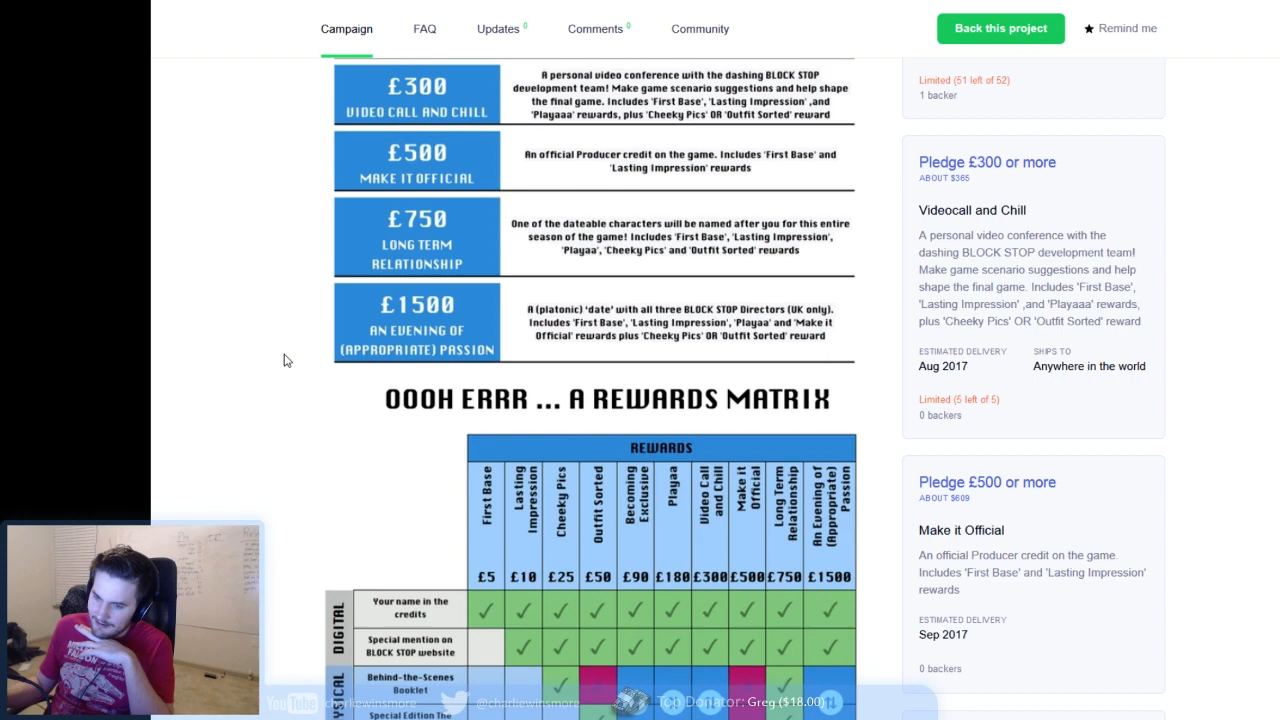 Campaign
FAQ
Updates 0
Comments 0
Community
Back this project
★ Remind me
£300
VIDEO CALL AND CHILL
A personal video conference with the dashing BLOCK STOP
development team! Make game scenario suggestions and help shape
the final game. Includes 'First Base', 'Lasting Impression' ,and
'Playaaa' rewards, plus 'Cheeky Pics' OR 'Outfit Sorted' reward
£500
MAKE IT OFFICIAL
An official Producer credit on the game. Includes 'First Base' and
'Lasting Impression' rewards
£750
LONG TERM
RELATIONSHIP
One of the dateable characters will be named after you for this entire
season of the game! Includes 'First Base', 'Lasting Impression',
'Playaa', 'Cheeky Pics' and 'Outfit Sorted' rewards
£1500
AN EVENING OF
(APPROPRIATE) PASSION
A (platonic) 'date' with all three BLOCK STOP Directors (UK only).
Includes 'First Base', 'Lasting Impression', 'Playaa' and 'Make it
Official' rewards plus 'Cheeky Pics' OR 'Outfit Sorted' reward
OOOH ERRR ... A REWARDS MATRIX
REWARDS
First Base
Lasting
Impression
Cheeky Pics
Outfit Sorted
Becoming
Exclusive
Playaa
Video Call
and Chill
Make it
Official
Long Term
Relationship
An Evening of
(Appropriate)
Passion
£5 £10 £25 £50 £90 £180 £300 £500 £750 £1500
DIGITAL
Your name in the
credits
Special mention on
BLOCK STOP website
Behind-the-Scenes
Booklet
Special Edition The
Limited (51 left of 52)
1 backer
Pledge £300 or more
ABOUT $365
Videocall and Chill
A personal video conference with the
dashing BLOCK STOP development team!
Make game scenario suggestions and help
shape the final game. Includes 'First Base',
'Lasting Impression' ,and 'Playaaa' rewards,
plus 'Cheeky Pics' OR 'Outfit Sorted' reward
ESTIMATED DELIVERY
Aug 2017
SHIPS TO
Anywhere in the world
Limited (5 left of 5)
0 backers
Pledge £500 or more
ABOUT $609
Make it Official
An official Producer credit on the game.
Includes 'First Base' and 'Lasting Impression'
rewards
ESTIMATED DELIVERY
Sep 2017
0 backers
YouTube /charliewinsmore
@charliewinsmore
Top Donator: Greg ($18.00)